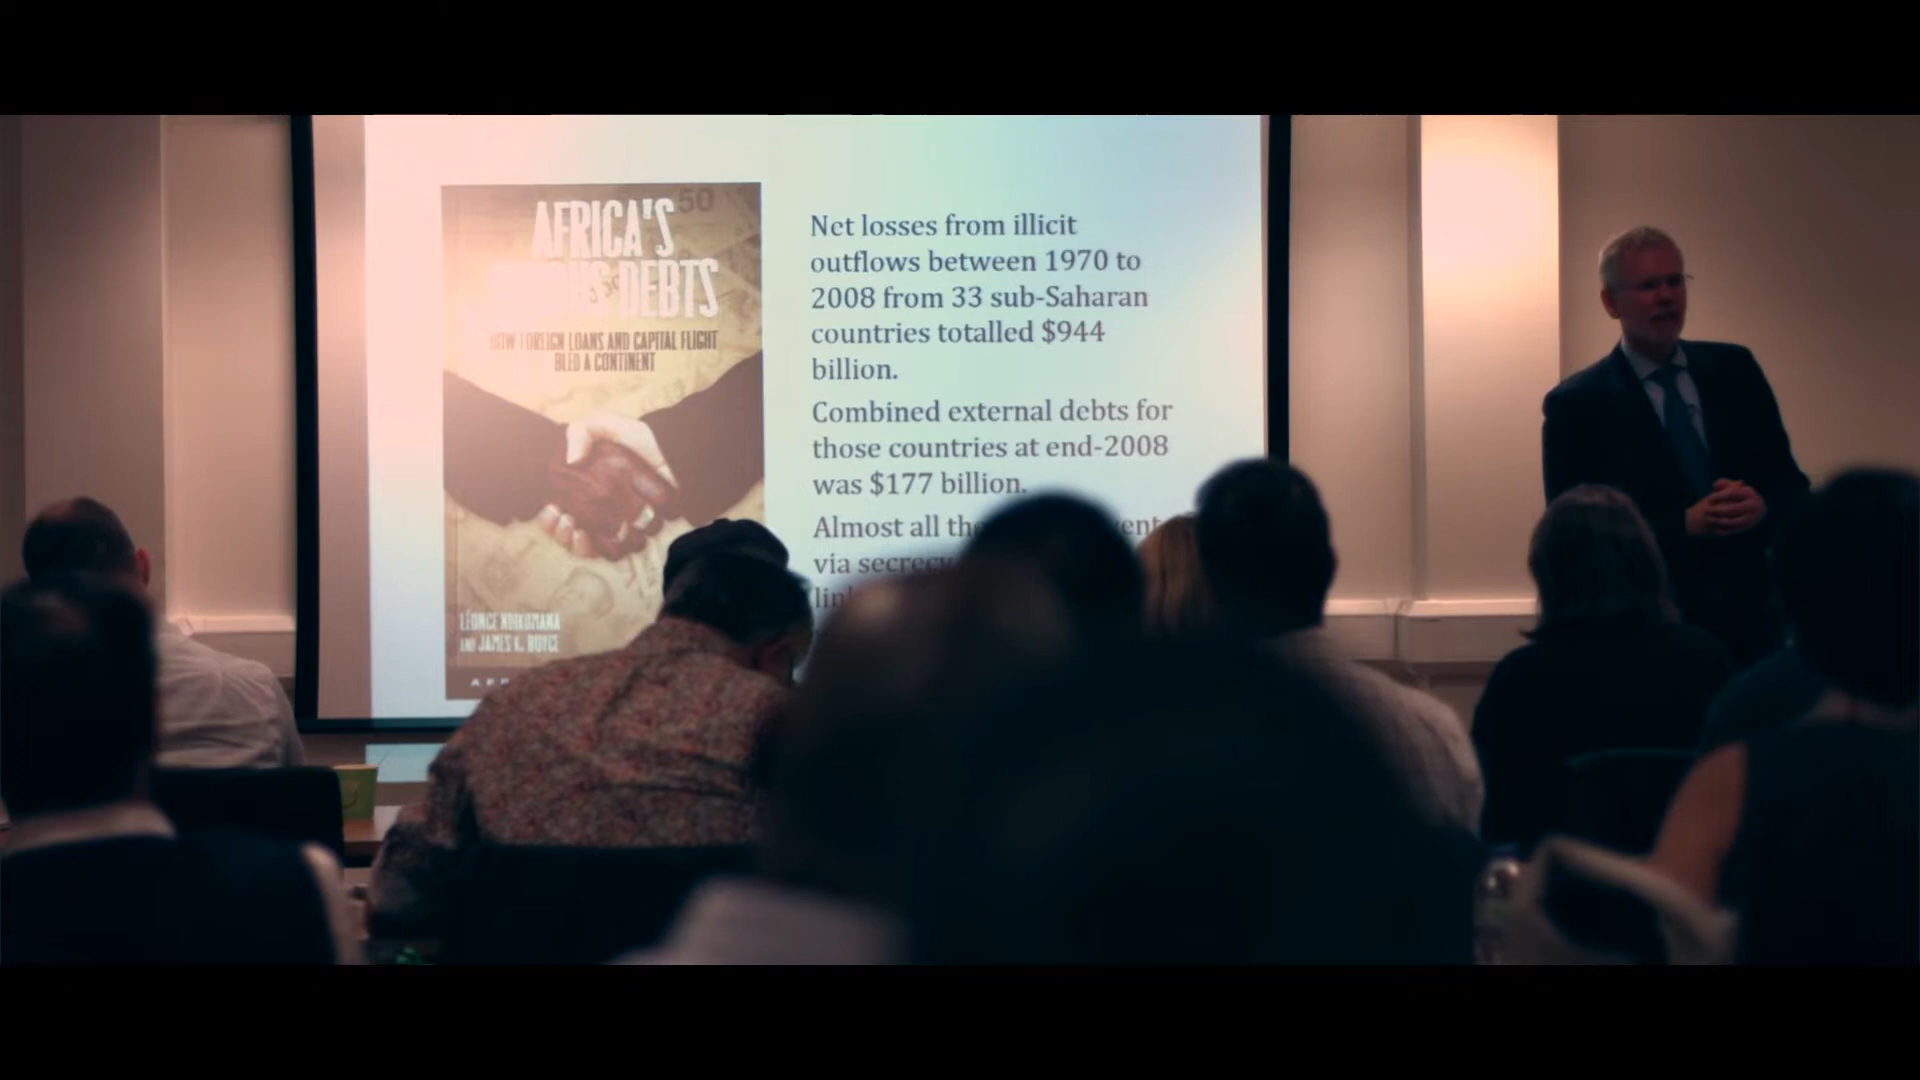 50
AFRICA'S
DEBTS
HOW FOREIGN LOANS AND CAPITAL FLIGHT
BLED A CONTINENT
LÉONCE NDIKUMANA
AND JAMES K. BOYCE
Net losses from illicit
outflows between 1970 to
2008 from 33 sub-Saharan
countries totalled $944
billion.
Combined external debts for
those countries at end-2008
was $177 billion.
Almost all the
via secrecy